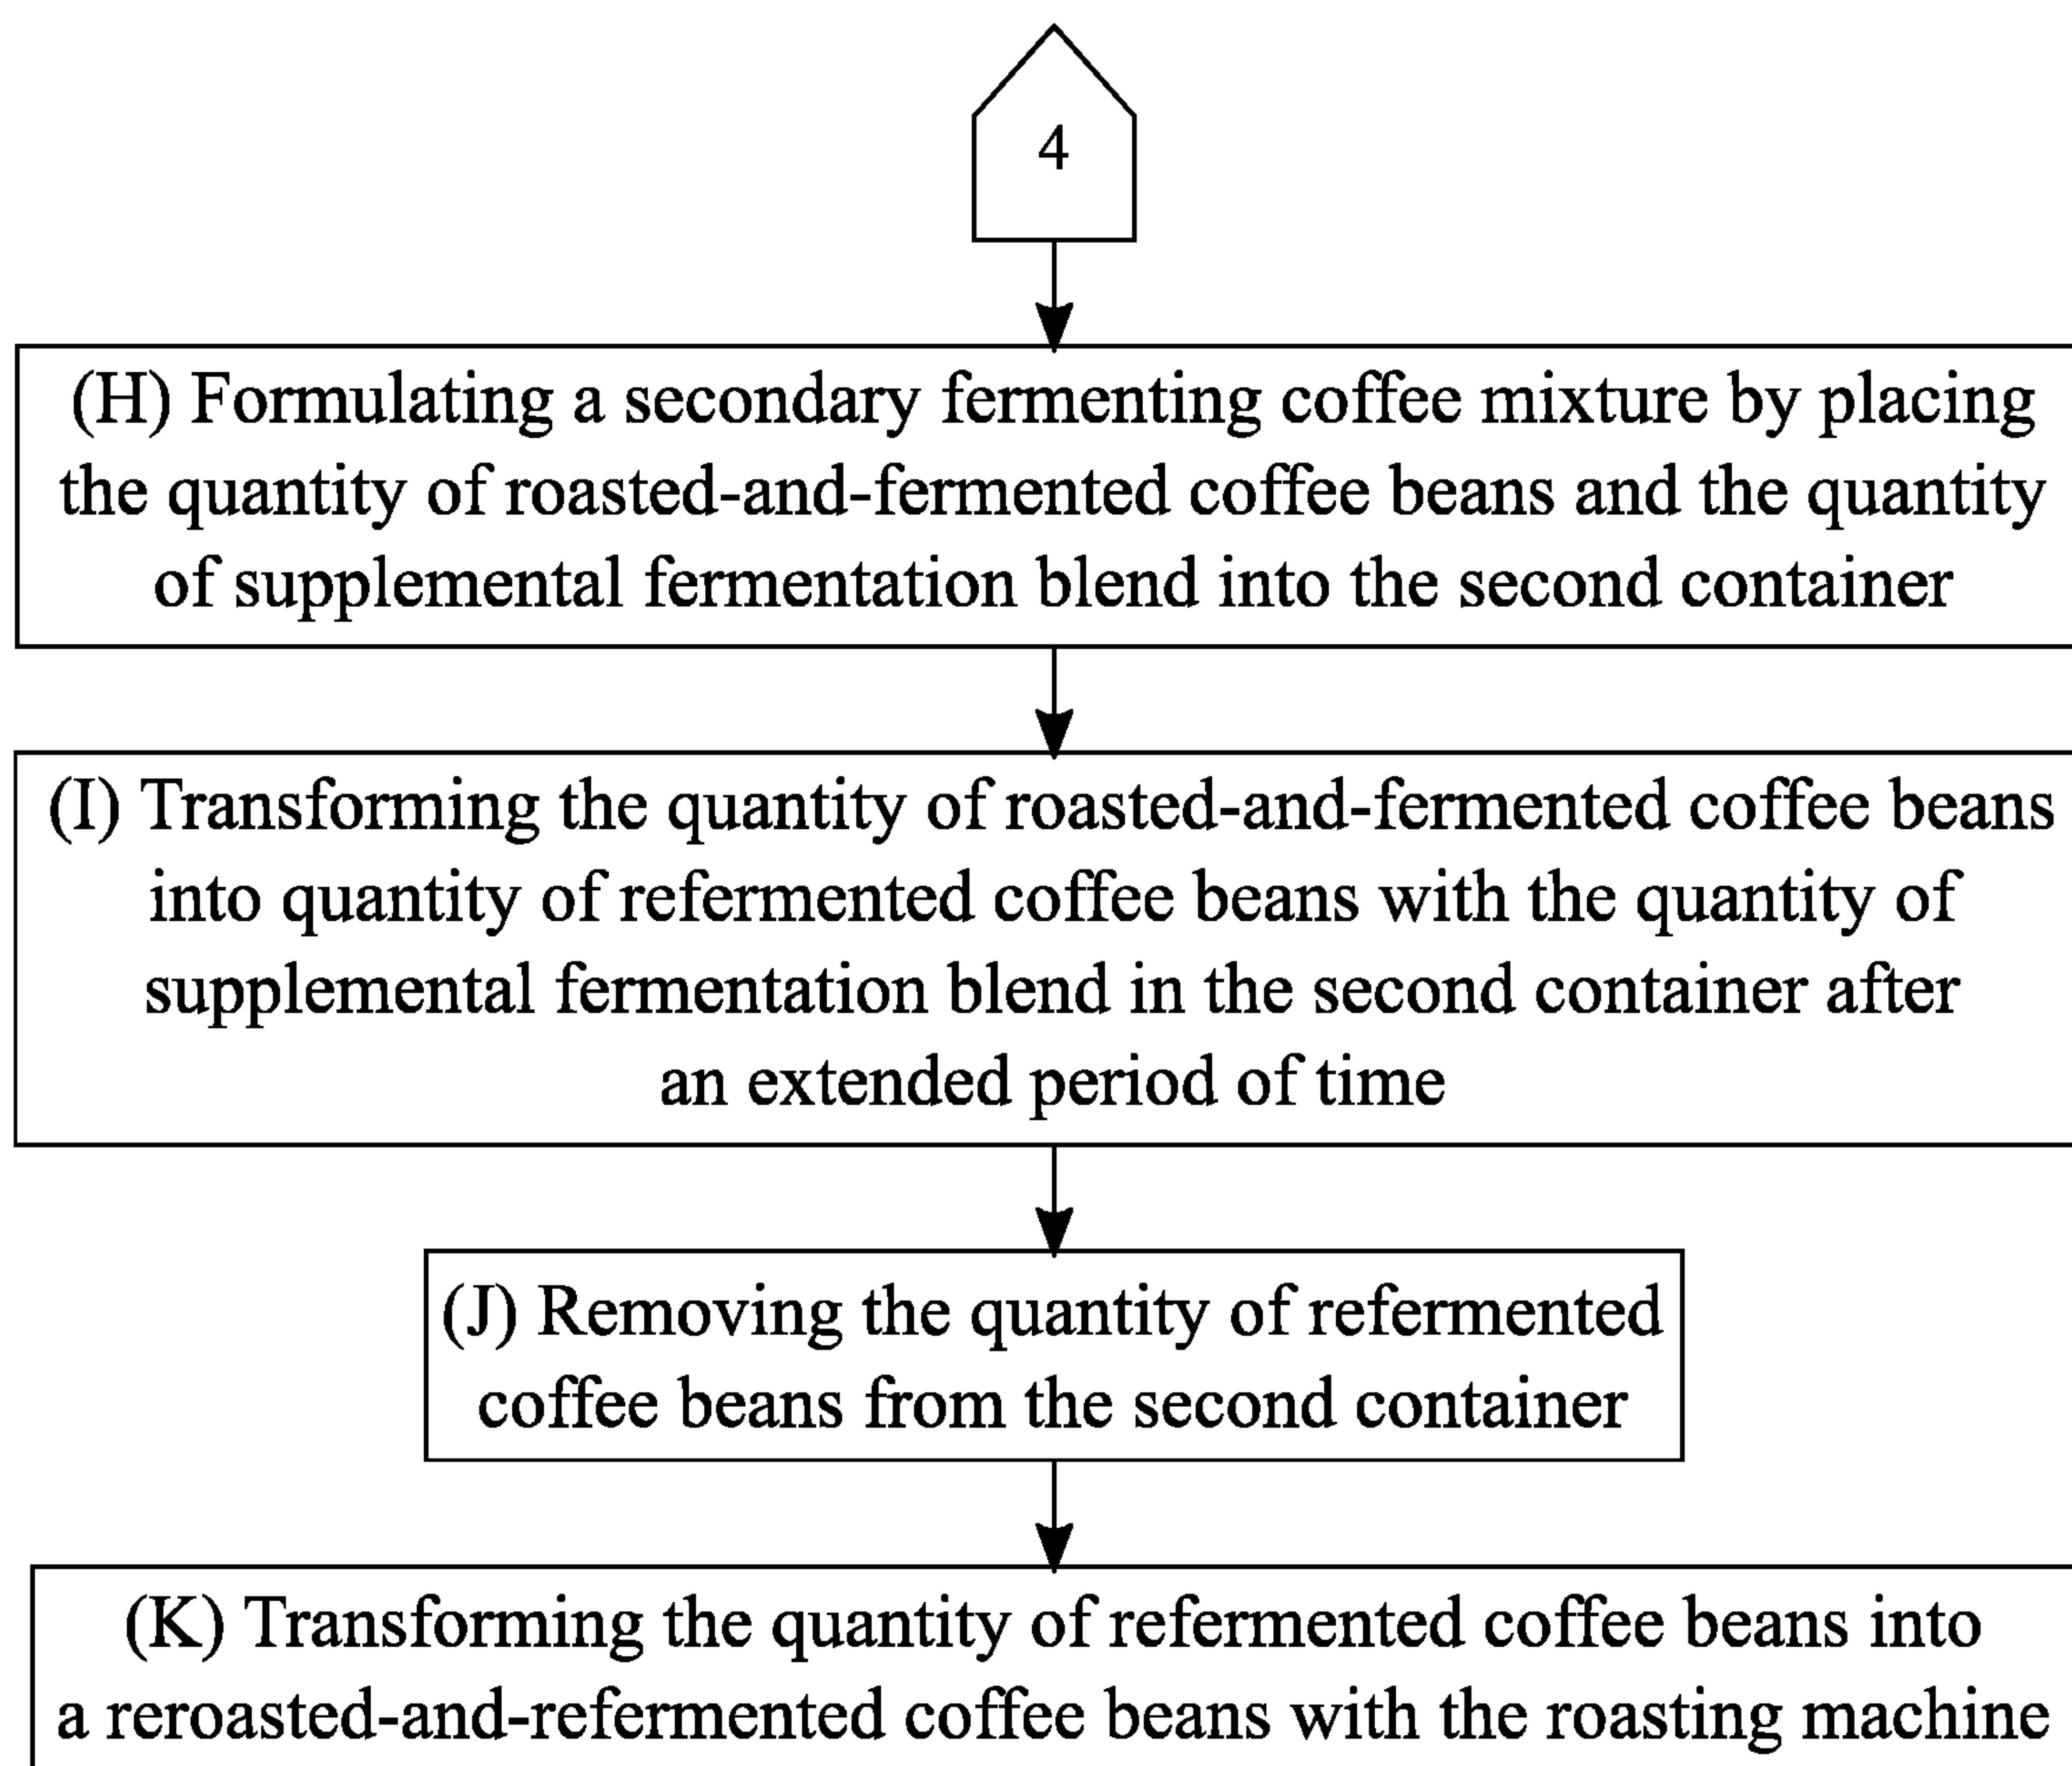 4
(H) Formulating a secondary fermenting coffee mixture by placing
the quantity of roasted-and-fermented coffee beans and the quantity
of supplemental fermentation blend into the second container
(I) Transforming the quantity of roasted-and-fermented coffee beans
into quantity of refermented coffee beans with the quantity of
supplemental fermentation blend in the second container after
an extended period of time
(J) Removing the quantity of refermented
coffee beans from the second container
(K) Transforming the quantity of refermented coffee beans into
a reroasted-and-refermented coffee beans with the roasting machine